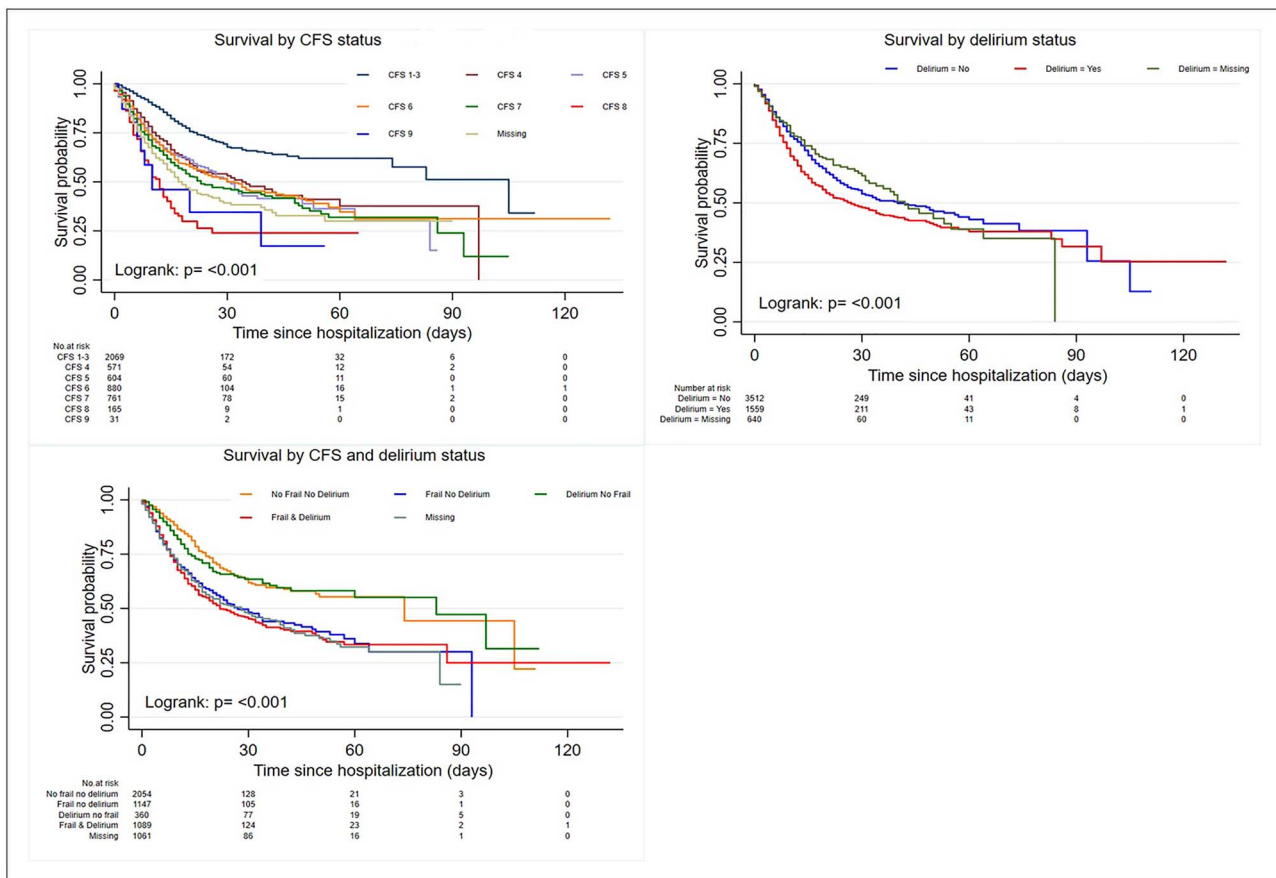 Survival by CFS status
CFS 1-3 CFS 4 CFS 5
CFS 6 CFS 7 CFS 8
CFS 9 Missing
Survival probability
1.00
0.75
0.50
0.25
0.00
Logrank: p= <0.001
0 30 60 90 120
Time since hospitalization (days)
No.at risk
CFS 1-3 2069 172 32 6 0
CFS 4 571 54 12 2 0
CFS 5 604 60 11 0 0
CFS 6 880 104 16 1 1
CFS 7 761 78 15 2 0
CFS 8 165 9 1 0 0
CFS 9 31 2 0 0 0
Survival by delirium status
Delirium = No Delirium = Yes Delirium = Missing
Survival probability
1.00
0.75
0.50
0.25
0.00
Logrank: p= <0.001
0 30 60 90 120
Time since hospitalization (days)
Number at risk
Delirium = No 3512 249 41 4 0
Delirium = Yes 1559 211 43 8 1
Delirium = Missing 640 60 11 0 0
Survival by CFS and delirium status
No Frail No Delirium Frail No Delirium Delirium No Frail
Frail & Delirium Missing
Survival probability
1.00
0.75
0.50
0.25
0.00
Logrank: p= <0.001
0 30 60 90 120
Time since hospitalization (days)
No.at risk
No frail no delirium 2054 128 21 3 0
Frail no delirium 1147 105 16 1 0
Delirium no frail 360 77 19 5 0
Frail & Delirium 1089 124 23 2 1
Missing 1061 86 16 1 0